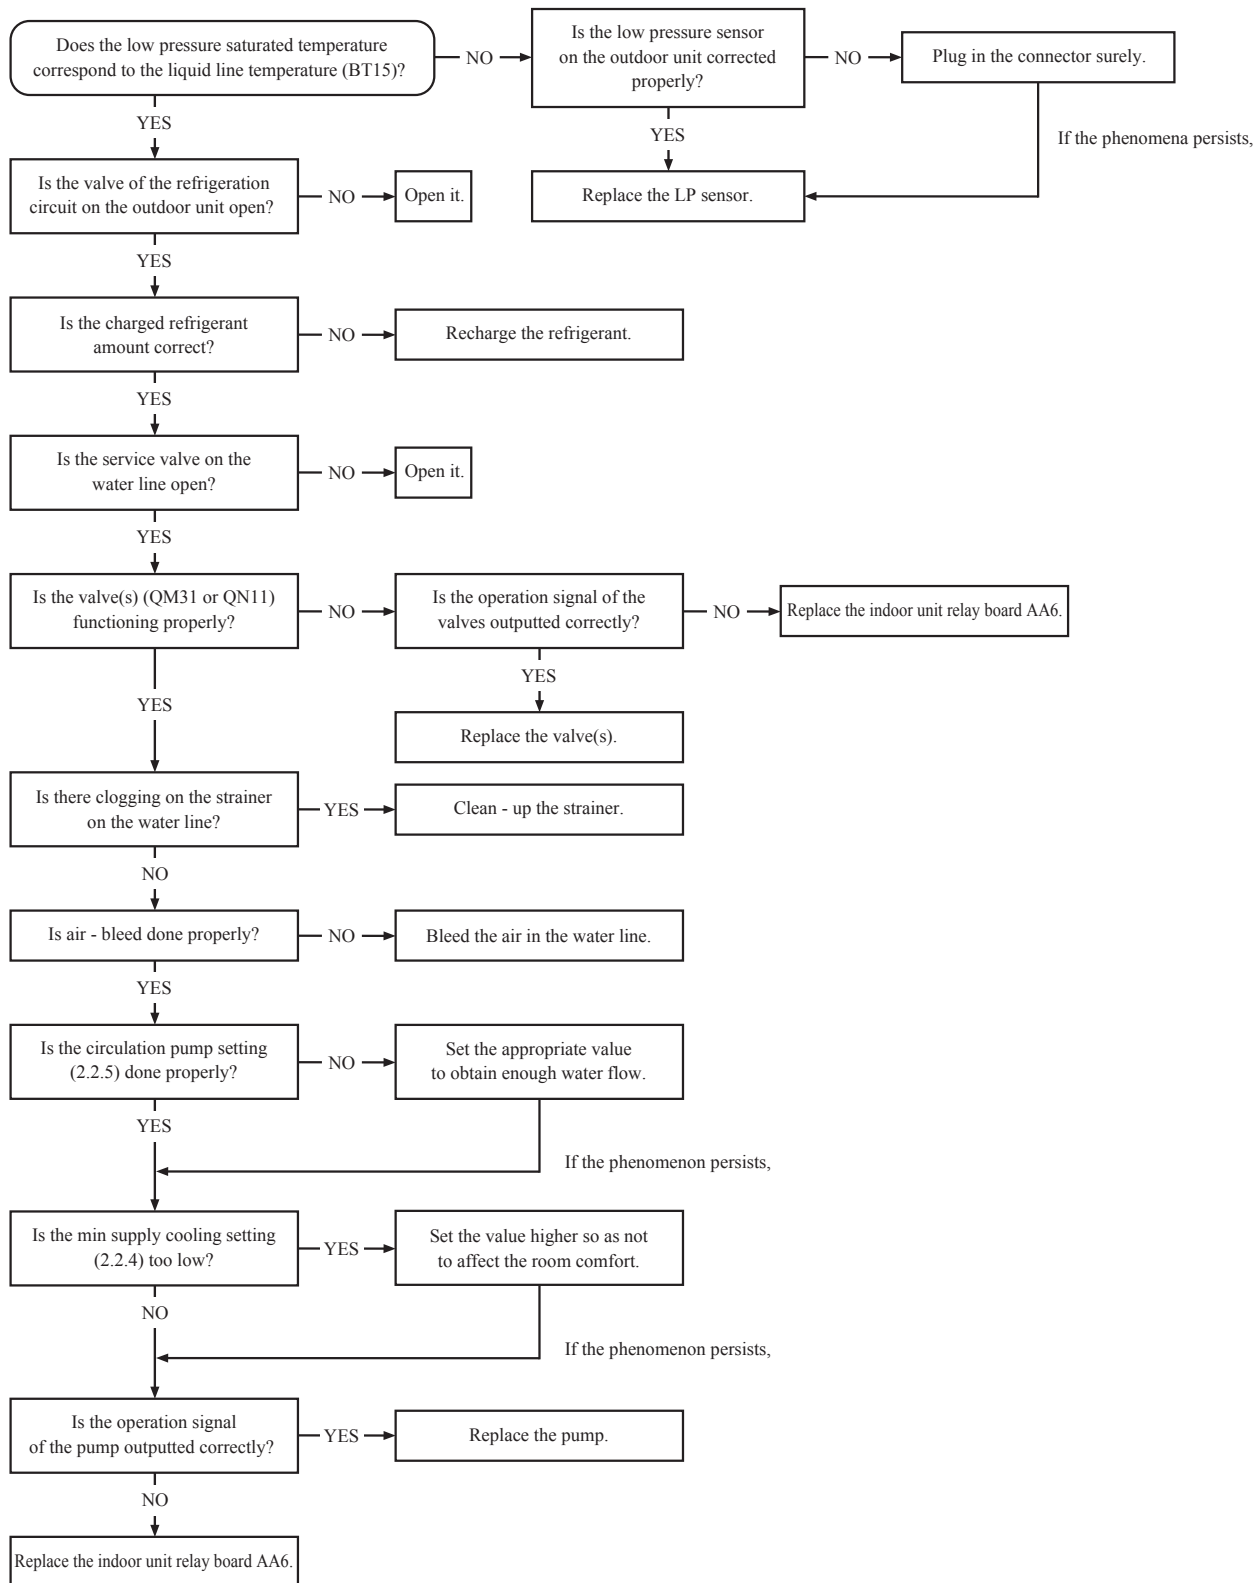 Does the low pressure saturated temperature
correspond to the liquid line temperature (BT15)?
NO
Is the low pressure sensor
on the outdoor unit corrected
properly?
NO
Plug in the connector surely.
YES
YES
If the phenomena persists,
Is the valve of the refrigeration
circuit on the outdoor unit open?
NO
Open it.
Replace the LP sensor.
YES
Is the charged refrigerant
amount correct?
NO
Recharge the refrigerant.
YES
Is the service valve on the
water line open?
NO
Open it.
YES
Is the valve(s) (QM31 or QN11)
functioning properly?
NO
Is the operation signal of the
valves outputted correctly?
NO
Replace the indoor unit relay board AA6.
YES
YES
Replace the valve(s).
Is there clogging on the strainer
on the water line?
YES
Clean - up the strainer.
NO
Is air - bleed done properly?
NO
Bleed the air in the water line.
YES
Is the circulation pump setting
(2.2.5) done properly?
NO
Set the appropriate value
to obtain enough water flow.
YES
If the phenomenon persists,
Is the min supply cooling setting
(2.2.4) too low?
YES
Set the value higher so as not
to affect the room comfort.
NO
If the phenomenon persists,
Is the operation signal
of the pump outputted correctly?
YES
Replace the pump.
NO
Replace the indoor unit relay board AA6.